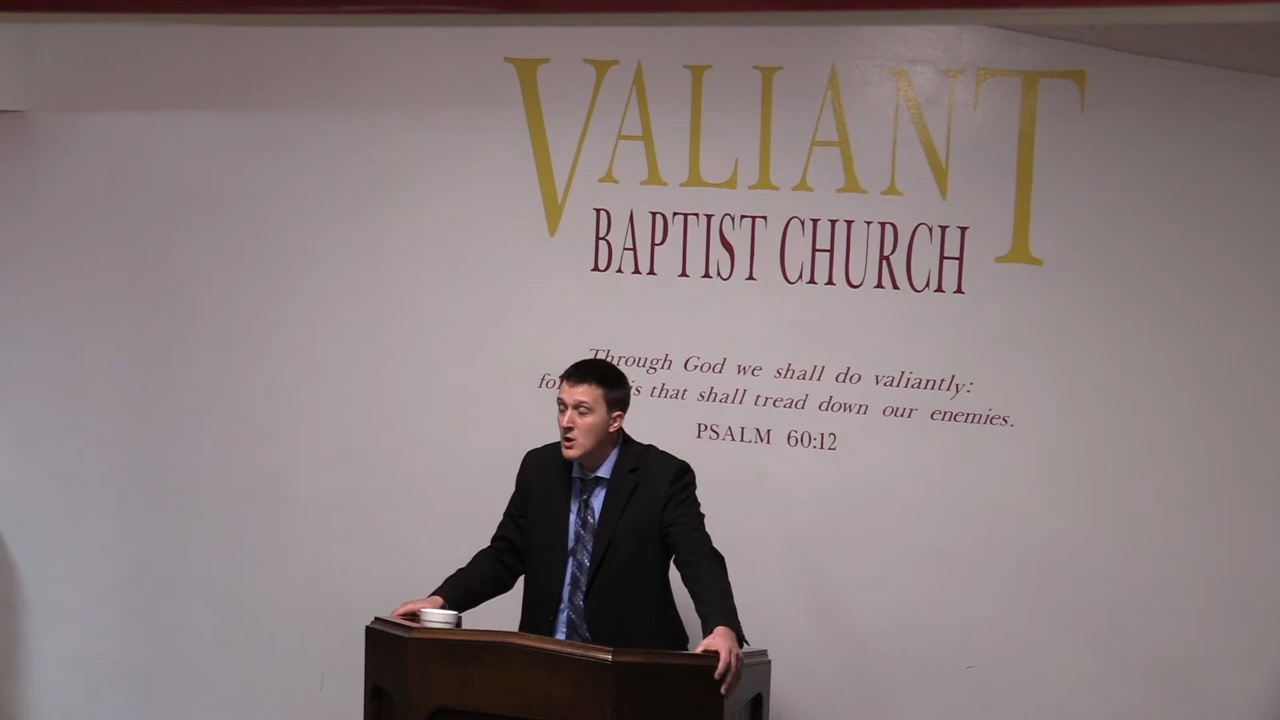 VALIANT
BAPTIST CHURCH
Through God we shall do valiantly:
is that shall tread down our enemies.
PSALM 60:12